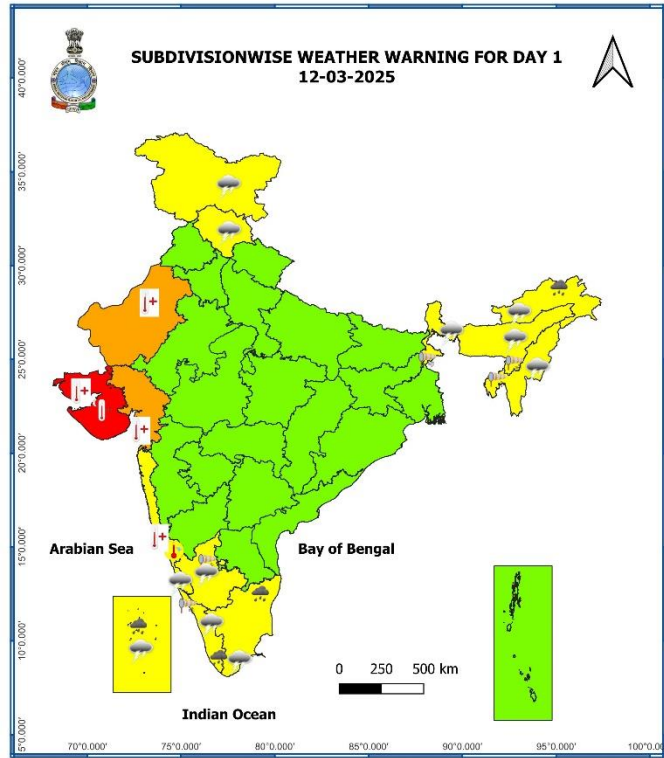 SUBDIVISIONWISE WEATHER WARNING FOR DAY 1
12-03-2025
40°0.000'
35°0.000'
30°0.000'
25°0.000'
20°0.000'
15°0.000'
10°0.000'
5°0.000'
Arabian Sea
Bay of Bengal
0 250 500 km
Indian Ocean
70°0.000' 75°0.000' 80°0.000' 85°0.000' 90°0.000' 95°0.000' 100°0.000'